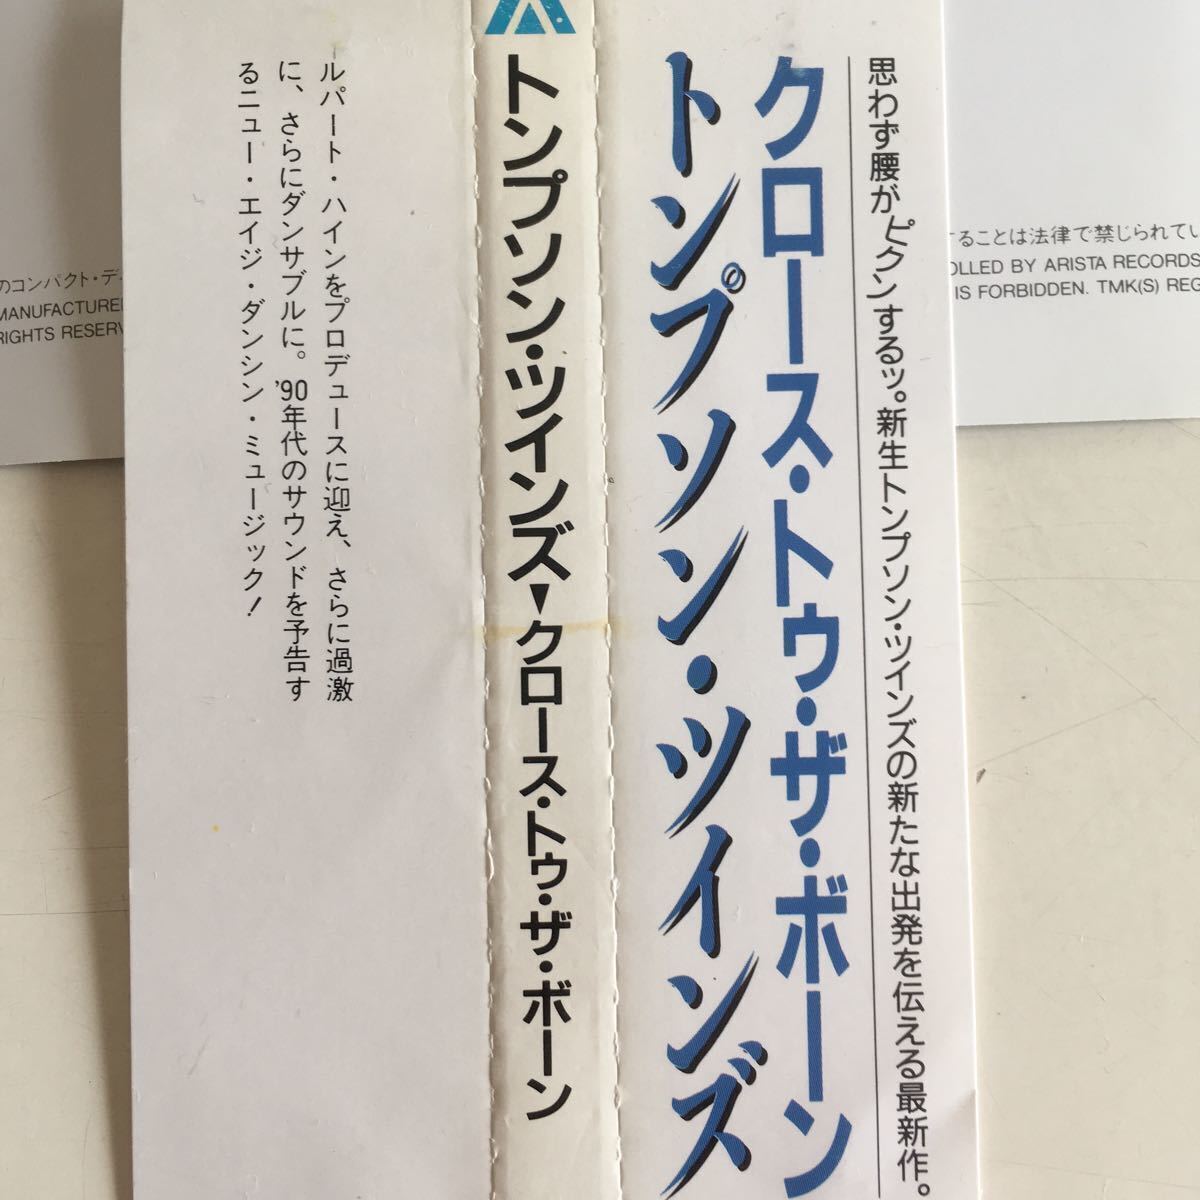 思わず腰がピクンするッ。新生トンプソン・ツインズの新たな出発を伝える最新作。
クロース・トゥ・ザ・ボーン
トンプソン・ツインズ
トンプソン・ツインズ▼クロース・トゥ・ザ・ボーン
ルパート・ハインをプロデュースに迎え、さらに過激
に、さらにダンサブルに。'90年代のサウンドを予告す
るニュー・エイジ・ダンシン・ミュージック!
のコンパクト・ディ
MANUFACTURE
RIGHTS RESERV
することは法律で禁じられてい
OLLED BY ARISTA RECORDS
IS FORBIDDEN. TMK(S) REG